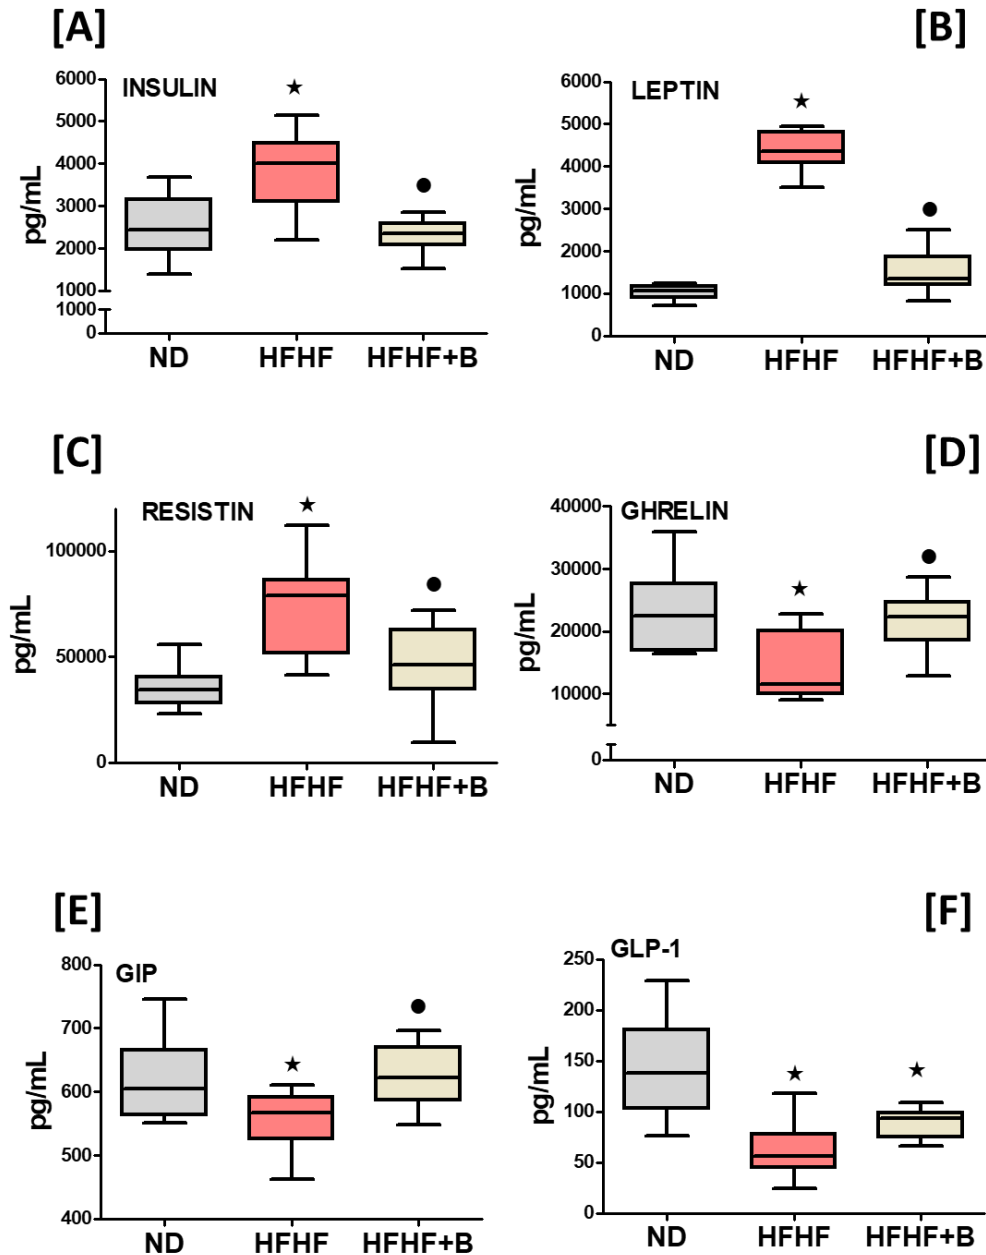 [A]
INSULIN
pg/mL
6000
5000
4000
3000
2000
1000
1000
0
ND HFHF HFHF+B
[B]
LEPTIN
pg/mL
6000
5000
4000
3000
2000
1000
0
ND HFHF HFHF+B
[C]
RESISTIN
pg/mL
100000
50000
0
ND HFHF HFHF+B
[D]
GHRELIN
pg/mL
40000
30000
20000
10000
0
ND HFHF HFHF+B
[E]
GIP
pg/mL
800
700
600
500
400
ND HFHF HFHF+B
[F]
GLP-1
pg/mL
250
200
150
100
50
0
ND HFHF HFHF+B